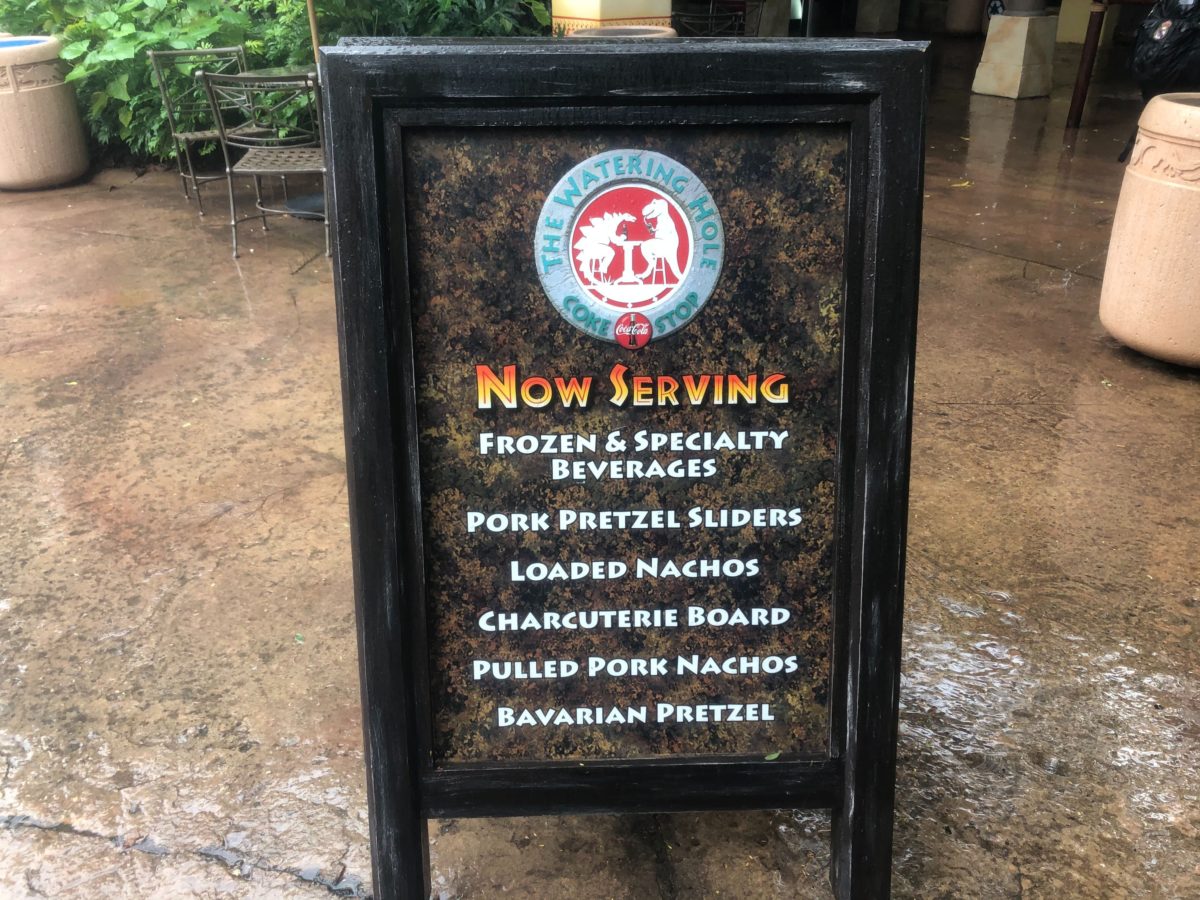 THE WATERING HOLE
COKE STOP
Coca-Cola
NOW SERVING
FROZEN & SPECIALTY
BEVERAGES
PORK PRETZEL SLIDERS
LOADED NACHOS
CHARCUTERIE BOARD
PULLED PORK NACHOS
BAVARIAN PRETZEL